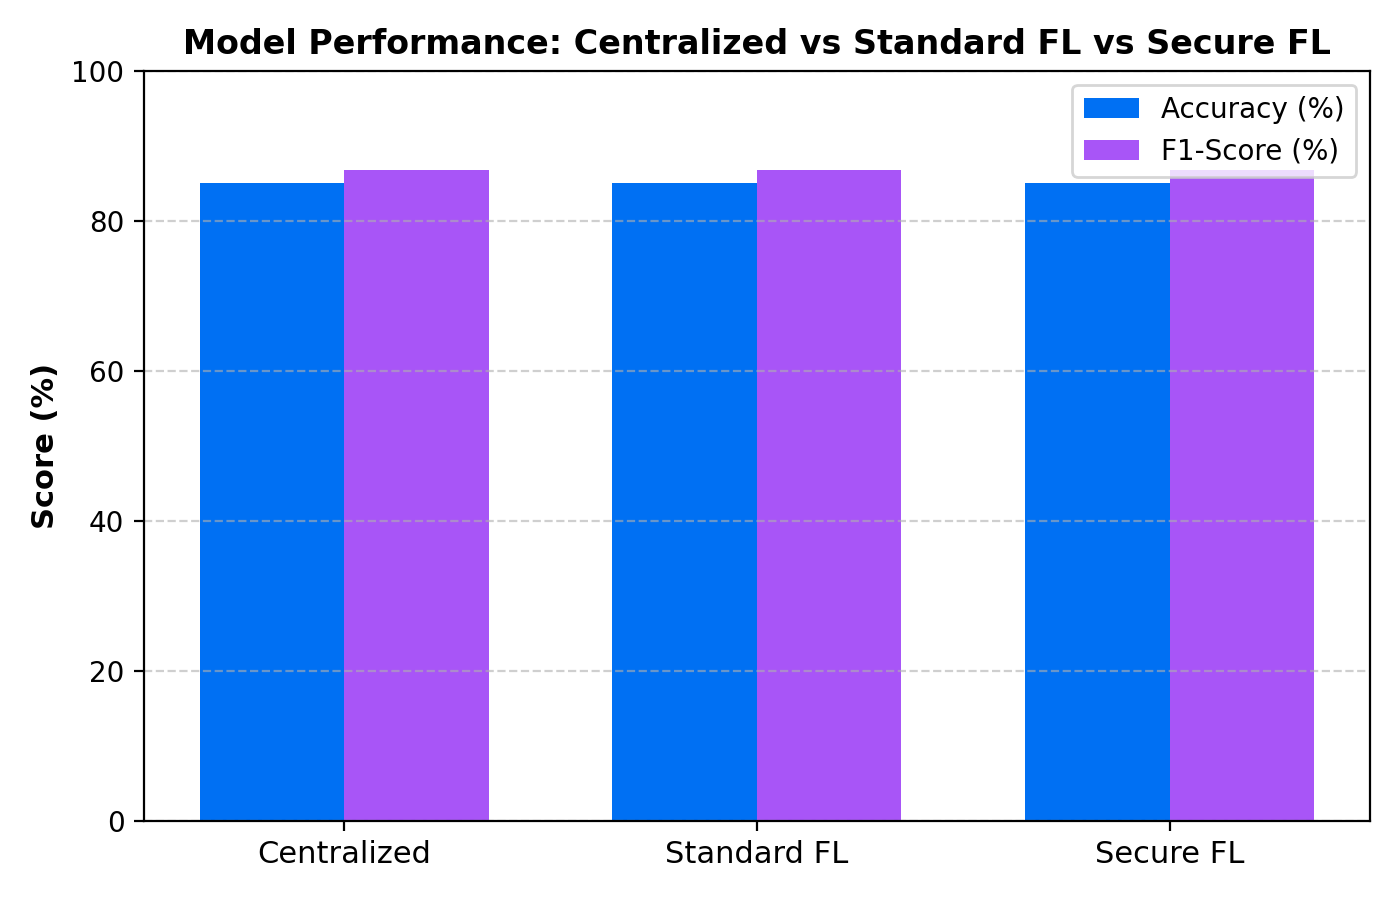 Model Performance: Centralized vs Standard FL vs Secure FL
100
80
60
40
20
0
Score (%)
Accuracy (%)
F1-Score (%)
Centralized
Standard FL
Secure FL